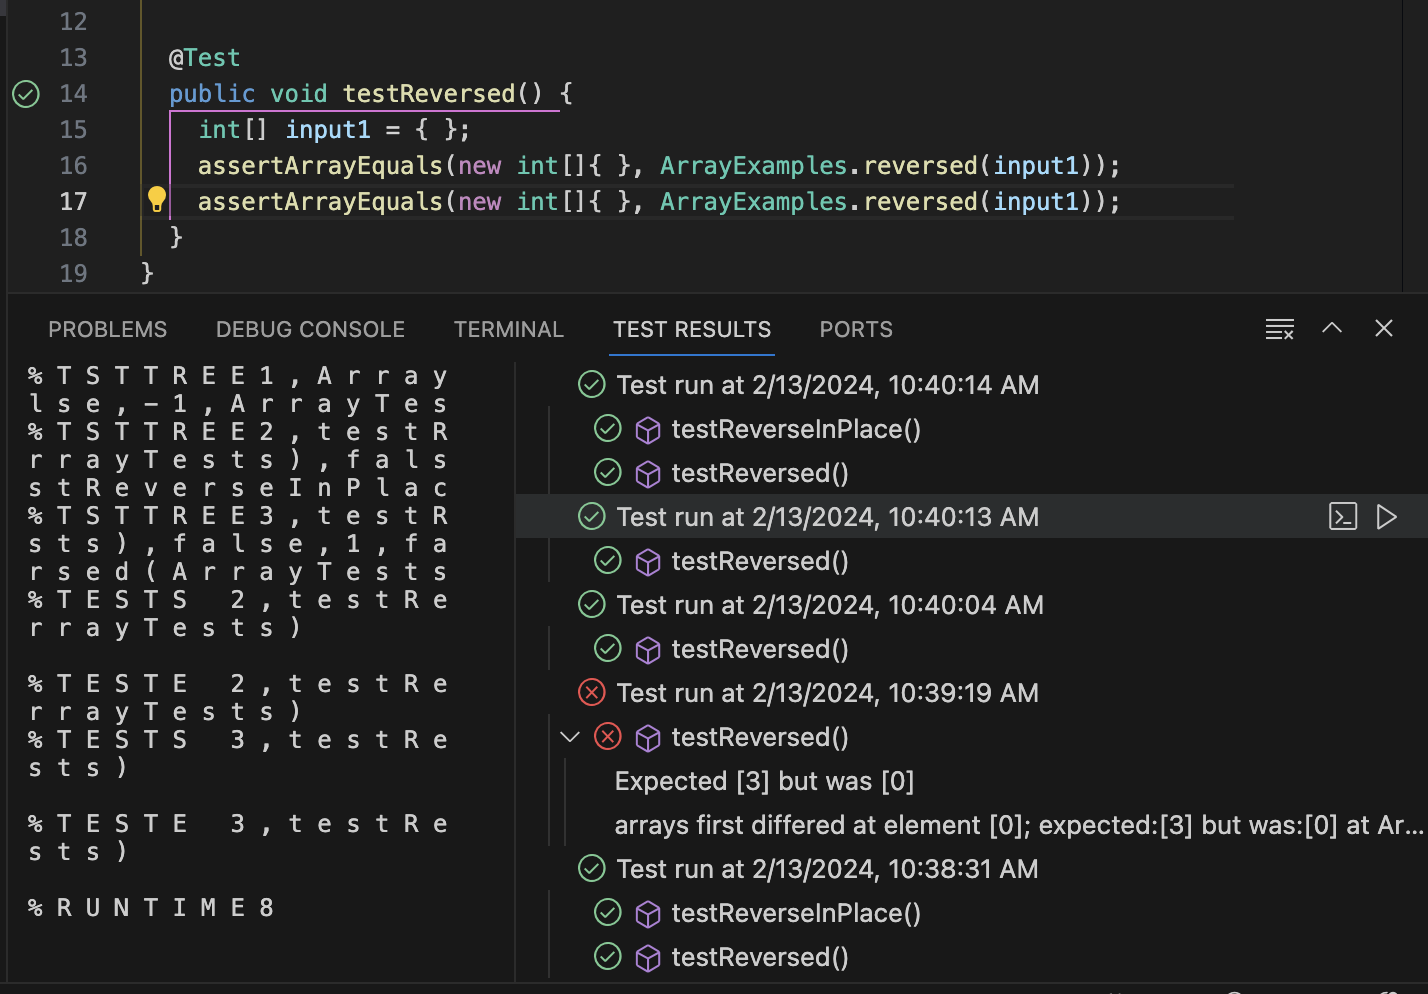 12
13 @Test
14 public void testReversed() {
15 int[] input1 = { };
16 assertArrayEquals(new int[]{ }, ArrayExamples.reversed(input1));
17 assertArrayEquals(new int[]{ }, ArrayExamples.reversed(input1));
18 }
19 }
PROBLEMS DEBUG CONSOLE TERMINAL TEST RESULTS PORTS
%TSTTREE1,Array
lse,-1,ArrayTes
%TSTTREE2,testR
rrayTests),fals
stReverseInPlac
%TSTTREE3,testR
sts),false,1,fa
rsed(ArrayTests
%TESTS 2,testRe
rrayTests)
%TESTE 2,testRe
rrayTests)
%TESTS 3,testRe
sts)
%TESTE 3,testRe
sts)
%RUNTIME8
Test run at 2/13/2024, 10:40:14 AM
testReverseInPlace()
testReversed()
Test run at 2/13/2024, 10:40:13 AM
testReversed()
Test run at 2/13/2024, 10:40:04 AM
testReversed()
Test run at 2/13/2024, 10:39:19 AM
testReversed()
Expected [3] but was [0]
arrays first differed at element [0]; expected:[3] but was:[0] at Ar...
Test run at 2/13/2024, 10:38:31 AM
testReverseInPlace()
testReversed()